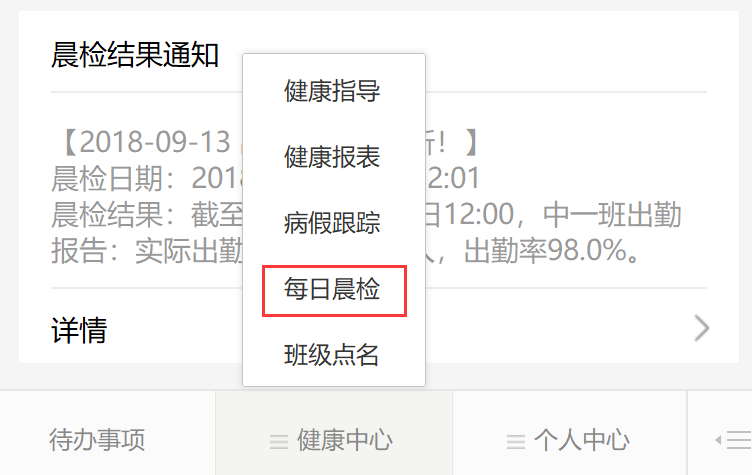 晨检结果通知
【2018-09-13
新！】
晨检日期：2018
2:01
晨检结果：截至
日12:00，中一班出勤
报告：实际出勤
人，出勤率98.0%。
详情
健康指导
健康报表
病假跟踪
每日晨检
班级点名
待办事项
健康中心
个人中心